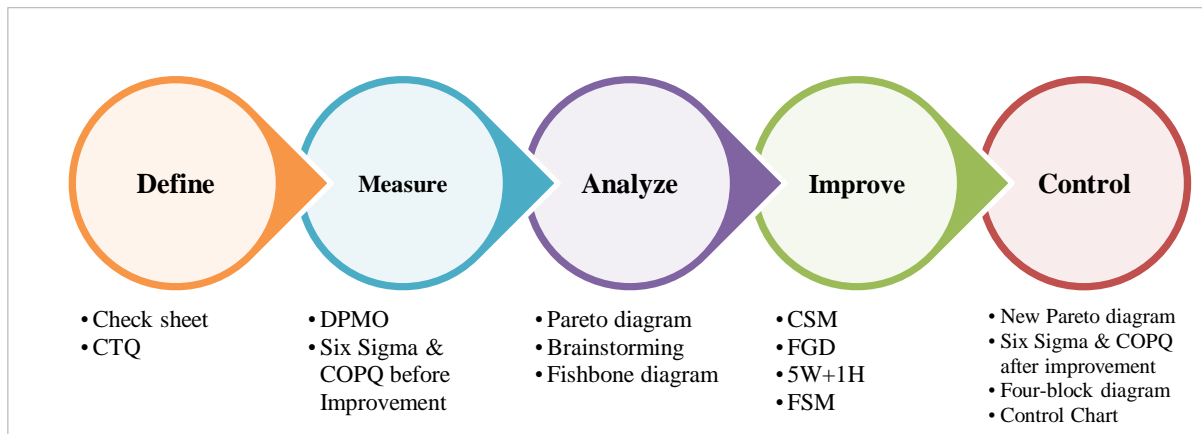 Define
Measure
Analyze
Improve
Control
• Check sheet
• CTQ
• DPMO
• Six Sigma &
COPQ before
Improvement
• Pareto diagram
• Brainstorming
• Fishbone diagram
• CSM
• FGD
• 5W+1H
• FSM
• New Pareto diagram
• Six Sigma & COPQ
after improvement
• Four-block diagram
• Control Chart